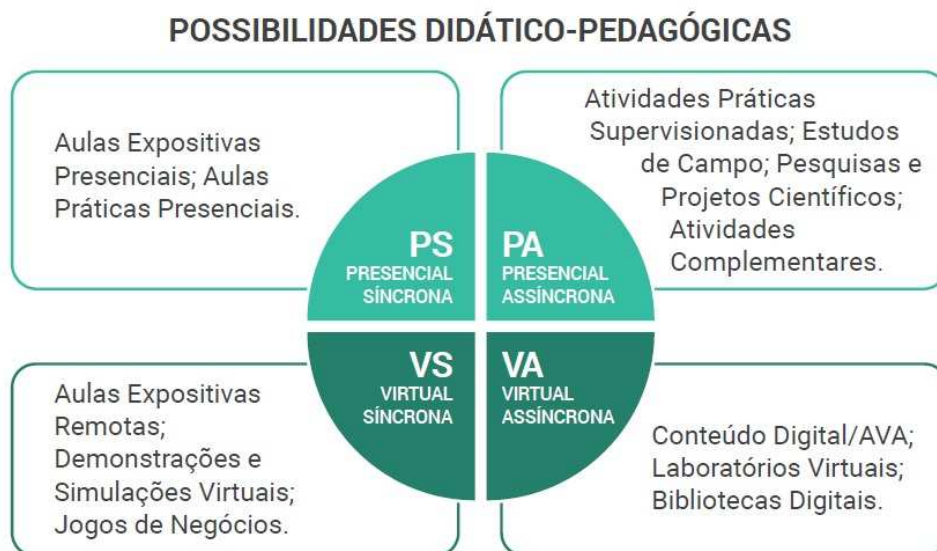 POSSIBILIDADES DIDÁTICO-PEDAGÓGICAS
Aulas Expositivas
Presenciais; Aulas
Práticas Presenciais.
Atividades Práticas
Supervisionadas; Estudos
de Campo; Pesquisas e
Projetos Científicos;
Atividades
Complementares.
PS
PRESENCIAL
SÍNCRONA
PA
PRESENCIAL
ASSÍNCRONA
VS
VIRTUAL
SÍNCRONA
VA
VIRTUAL
ASSÍNCRONA
Aulas Expositivas
Remotas;
Demonstrações e
Simulações Virtuais;
Jogos de Negócios.
Conteúdo Digital/AVA;
Laboratórios Virtuais;
Bibliotecas Digitais.